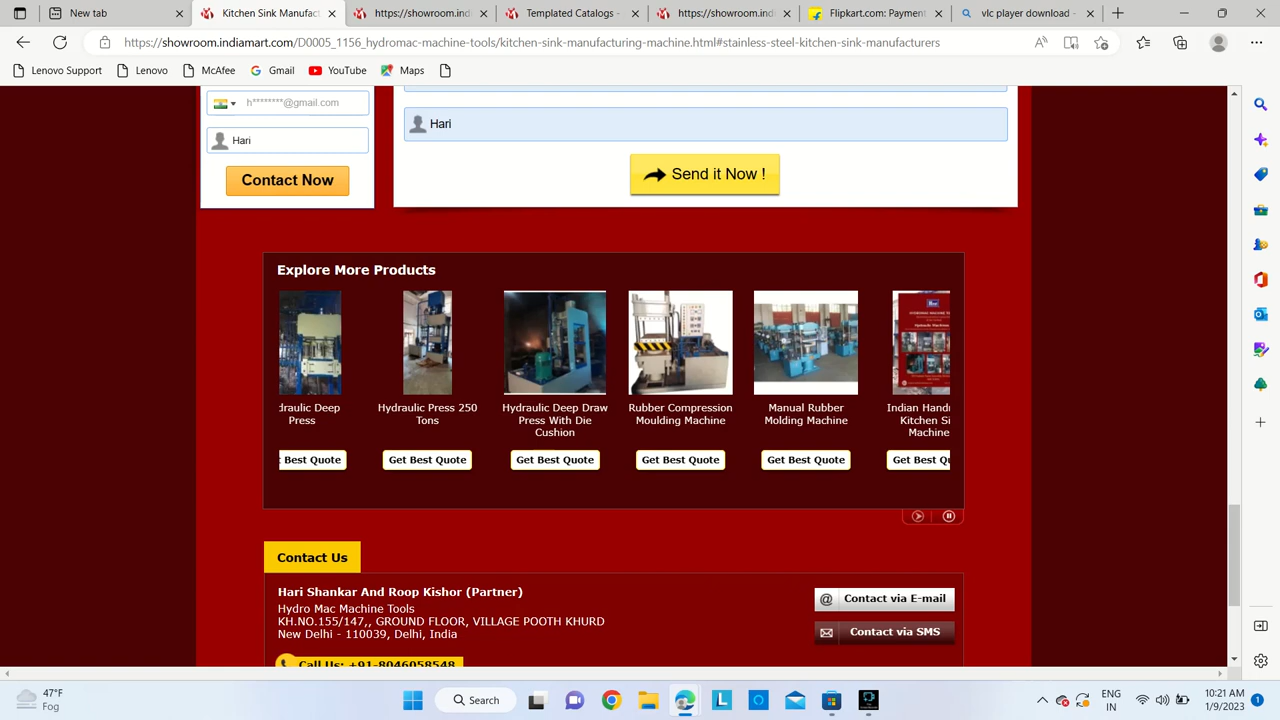 New tab
Kitchen Sink Manufact
https://showroom.indi
Templated Catalogs -
https://showroom.indi
Flipkart.com: Paymen
vlc player download -
https://showroom.indiamart.com/D0005_1156_hydromac-machine-tools/kitchen-sink-manufacturing-machine.html#stainless-steel-kitchen-sink-manufacturers
Lenovo Support
Lenovo
McAfee
Gmail
YouTube
Maps
h********@gmail.com
Hari
Contact Now
Hari
Send it Now !
Explore More Products
draulic Deep
Press
Hydraulic Press 250
Tons
Hydraulic Deep Draw
Press With Die
Cushion
Rubber Compression
Moulding Machine
Manual Rubber
Molding Machine
Indian Handr
Kitchen Si
Machine
t Best Quote
Get Best Quote
Get Best Quote
Get Best Quote
Get Best Quote
Get Best Qu
Contact Us
Hari Shankar And Roop Kishor (Partner)
Hydro Mac Machine Tools
KH.NO.155/147,, GROUND FLOOR, VILLAGE POOTH KHURD
New Delhi - 110039, Delhi, India
Call Us: +91-8046058548
@ Contact via E-mail
Contact via SMS
47°F
Fog
Search
ENG
IN
10:21 AM
1/9/2023
1